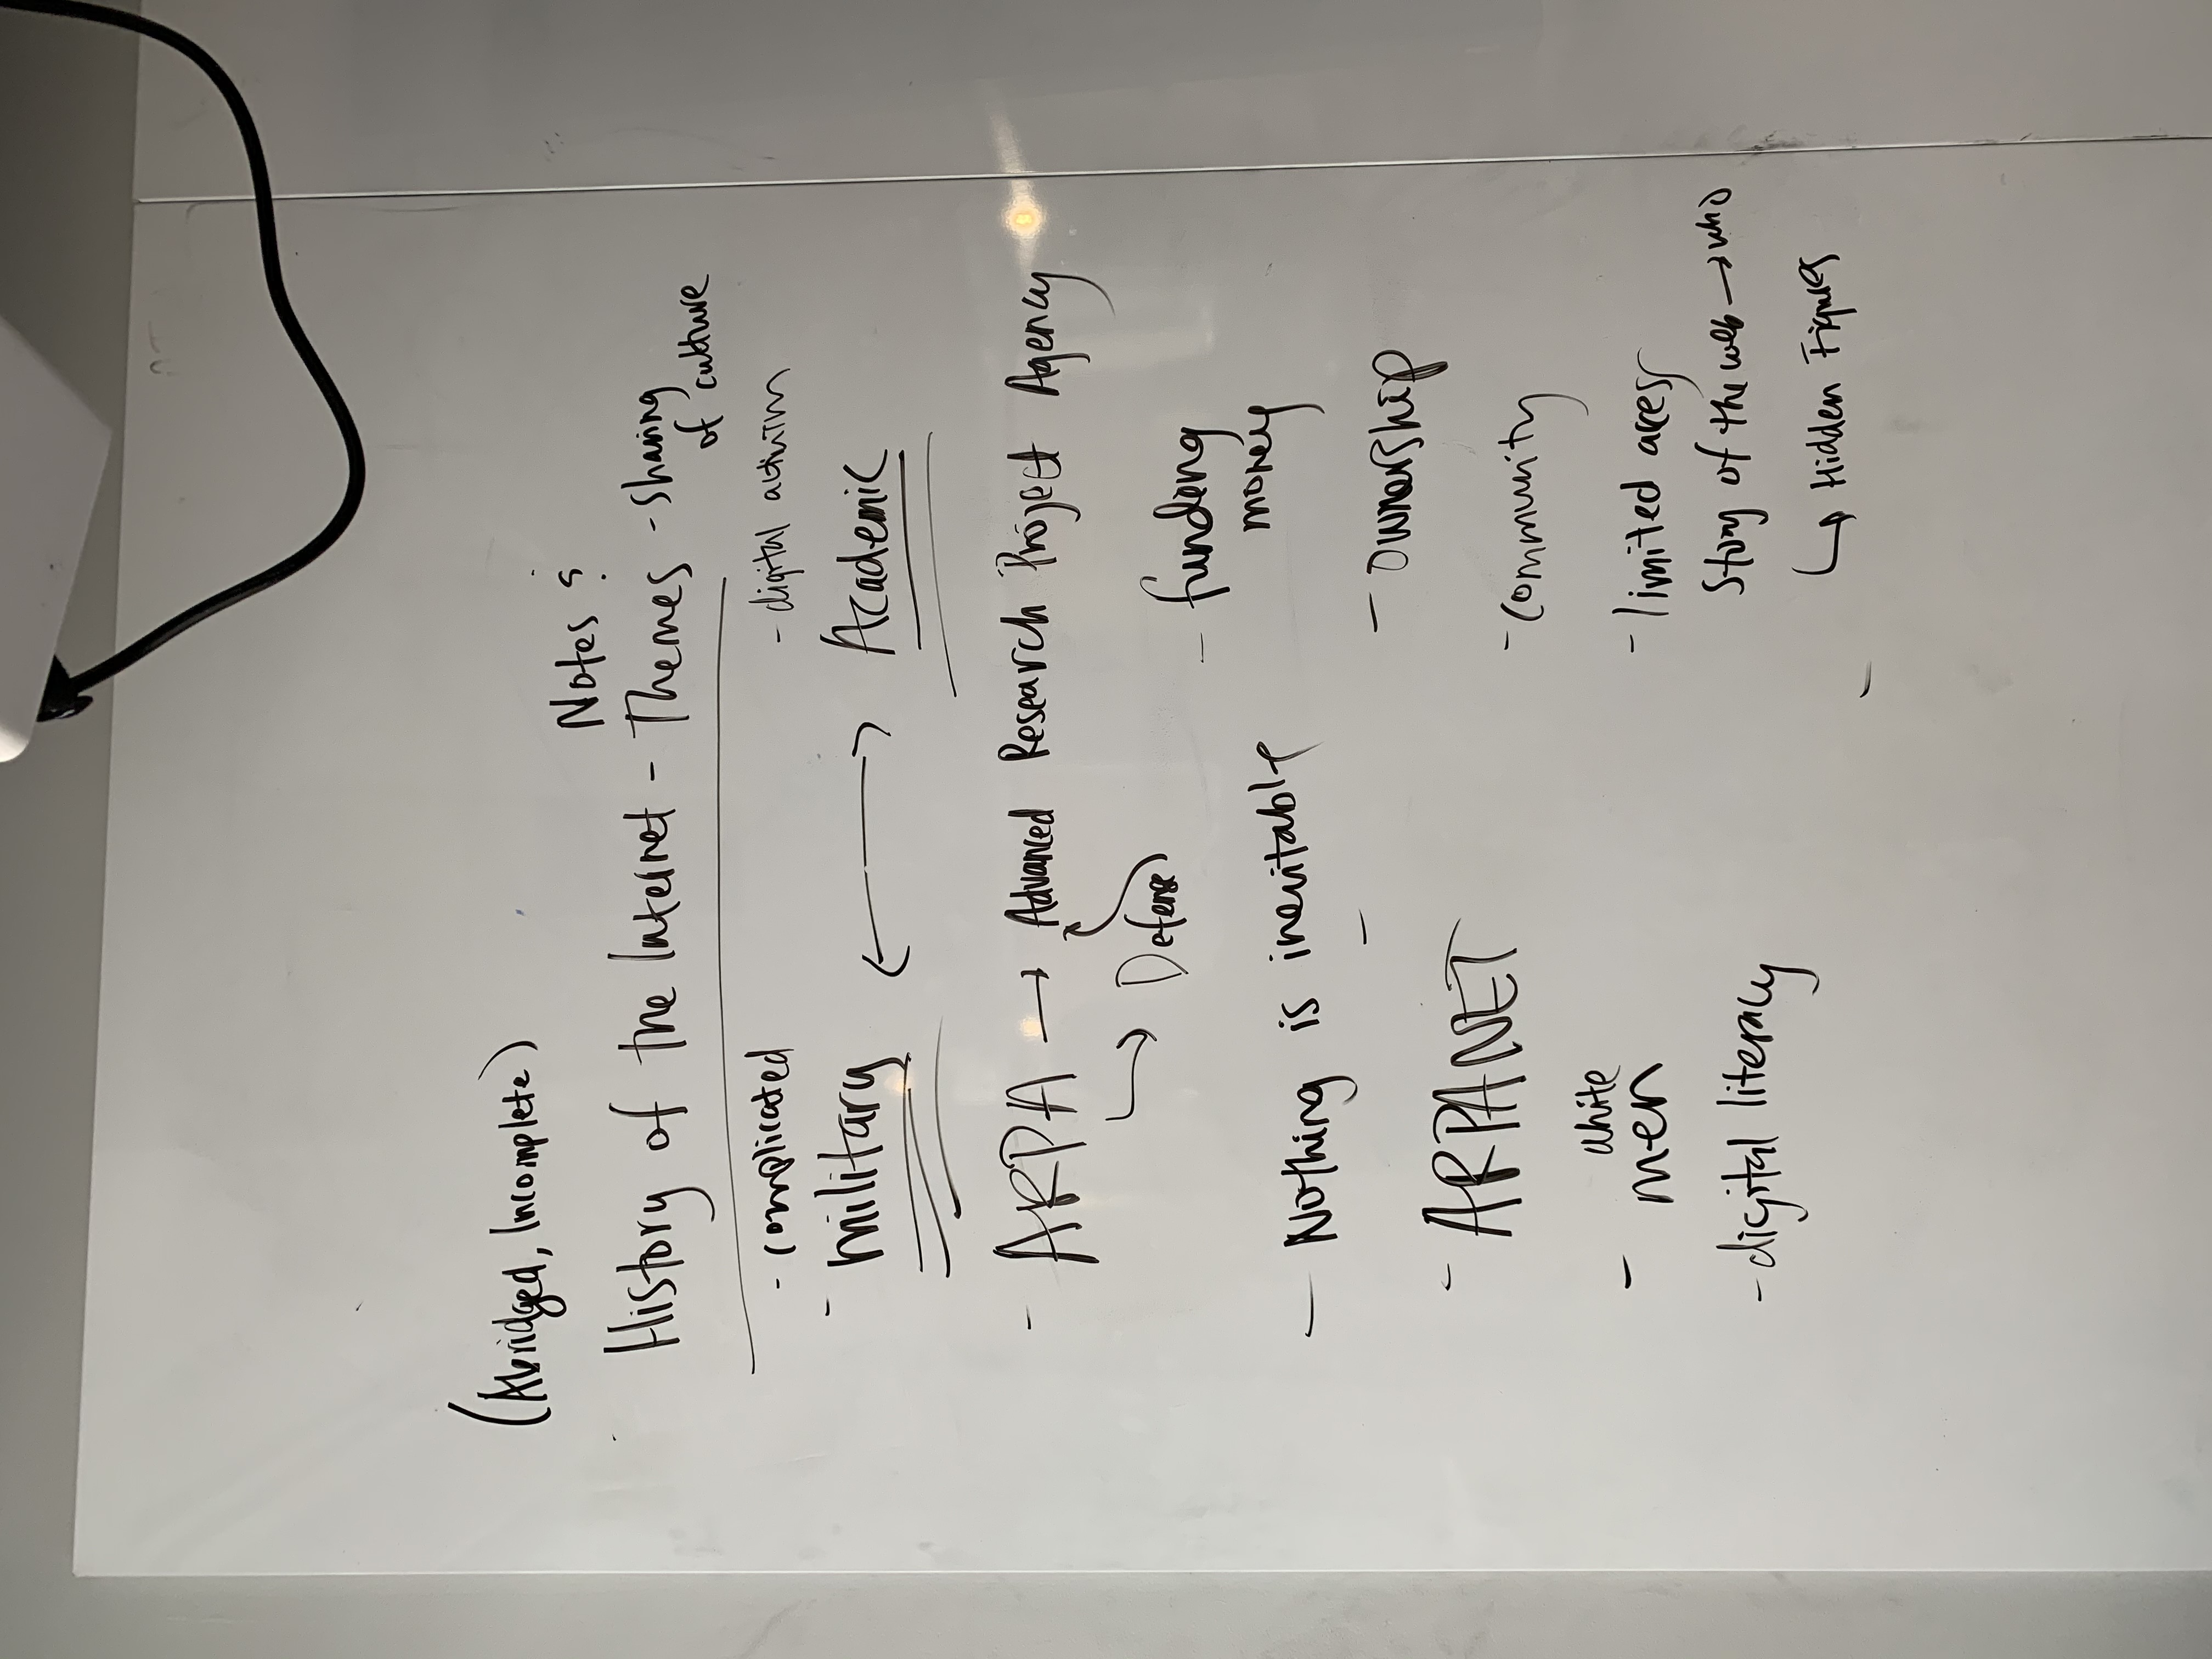 (Abridged, Incomplete)
Notes &
History of the Internet - Themes - sharing
of culture
- complicated
- digital activism
- military ←→ Academic
- ARPA → Advanced Research Project Agency
↳ Defense
- funding
money
- Nothing is inevitable
-
- ownership
- ARPANET
- community
white
- men
- limited access
story of the web → who
- digital literacy
↳ Hidden Figures
-